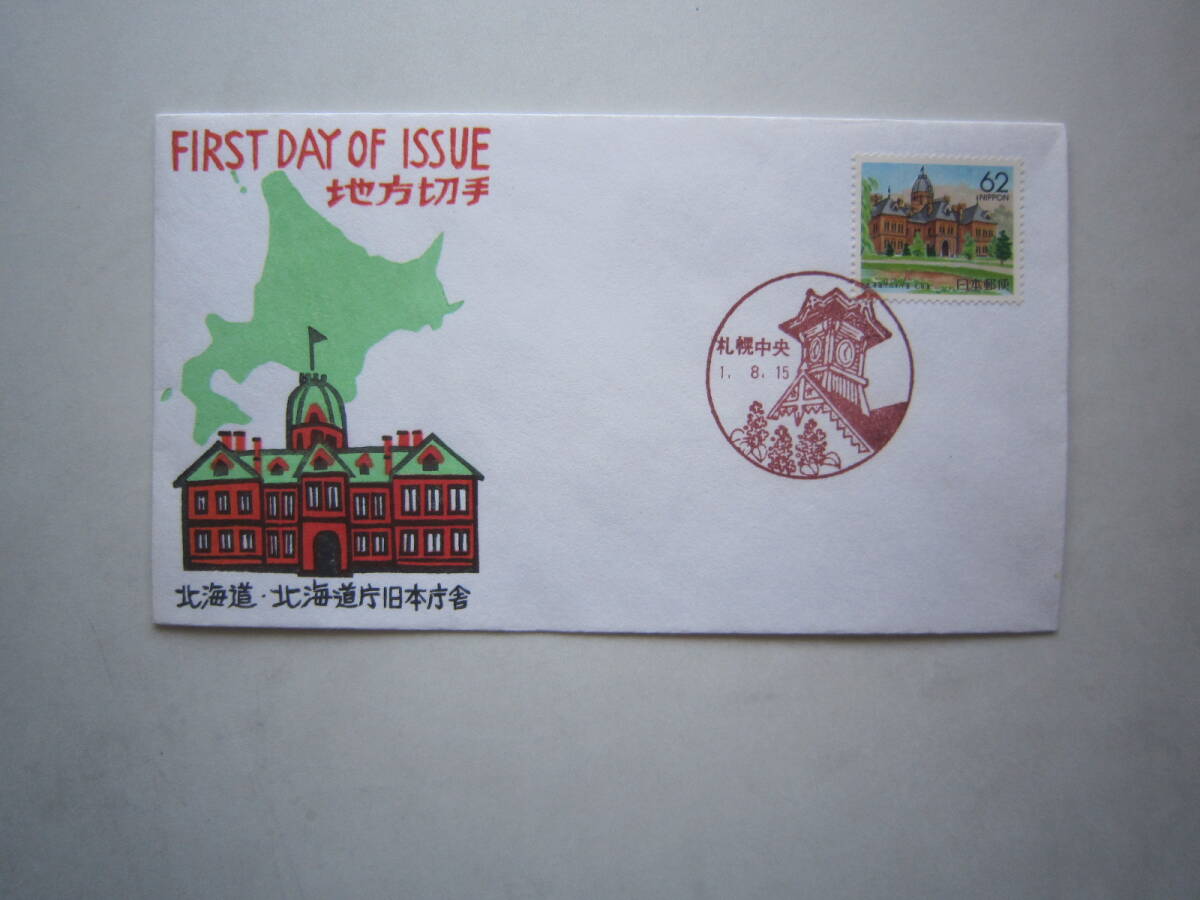 FIRST DAY OF ISSUE
地方切手
62
NIPPON
日本郵便
札幌中央
1. 8. 15
北海道・北海道庁旧本庁舎